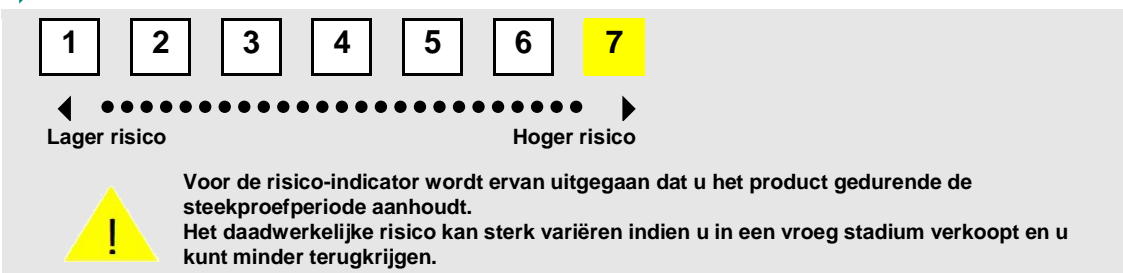 1 2 3 4 5 6 7
Lager risico Hoger risico
Voor de risico-indicator wordt ervan uitgegaan dat u het product gedurende de
steekproefperiode aanhoudt.
!
Het daadwerkelijke risico kan sterk variëren indien u in een vroeg stadium verkoopt en u
kunt minder terugkrijgen.